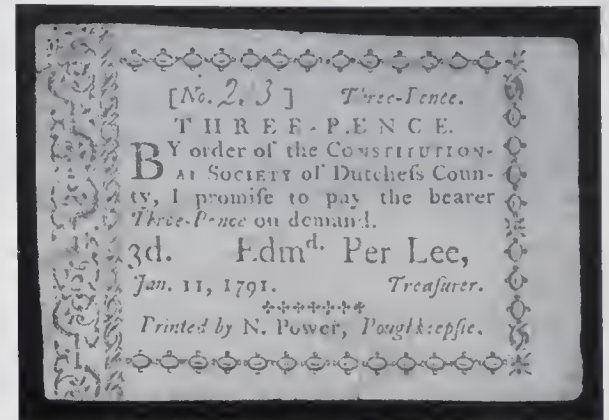 [No. 2.3] Three-Pence.
THREE-PENCE.
BY order of the CONSTITUTION-
AL SOCIETY of Dutcheſs Coun-
ty, I promiſe to pay the bearer
Three-Pence on demand.
3d. Edmd. Per Lee,
Jan. 11, 1791. Treaſurer.
Printed by N. Power, Poughkeepſie.